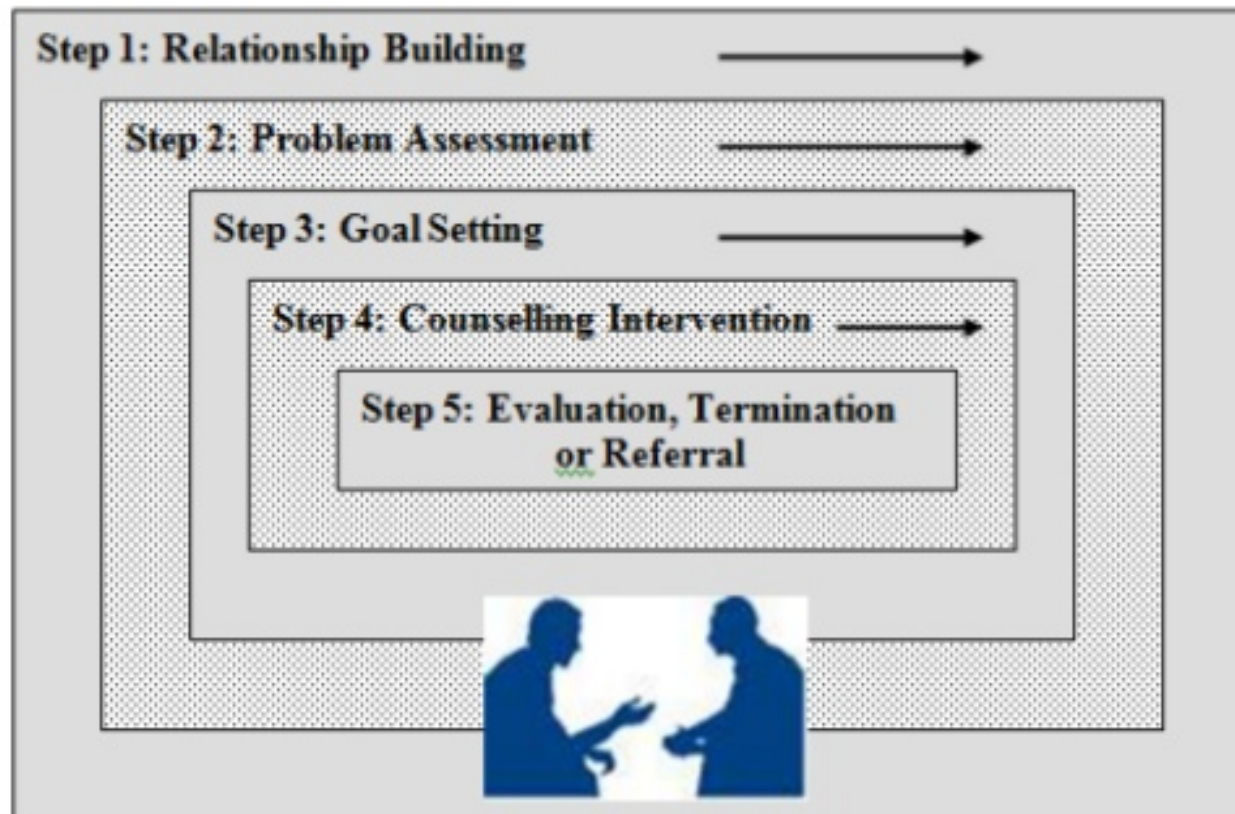 Step 1: Relationship Building
Step 2: Problem Assessment
Step 3: Goal Setting
Step 4: Counselling Intervention
Step 5: Evaluation, Termination
or Referral